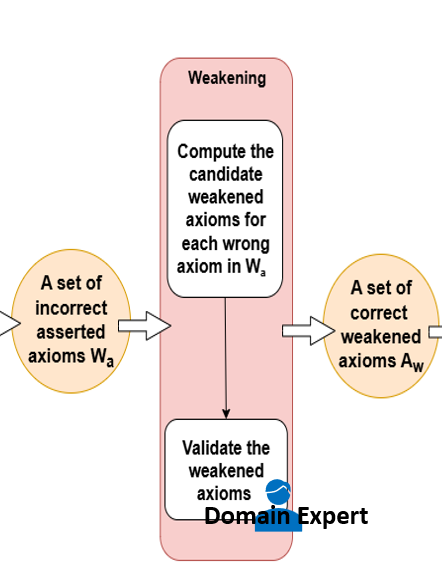 Weakening
Compute the
candidate
weakened
axioms for
each wrong
axiom in Wa
A set of
incorrect
asserted
axioms Wa
A set of
correct
weakened
axioms Aw
Validate the
weakened
axioms
Domain Expert